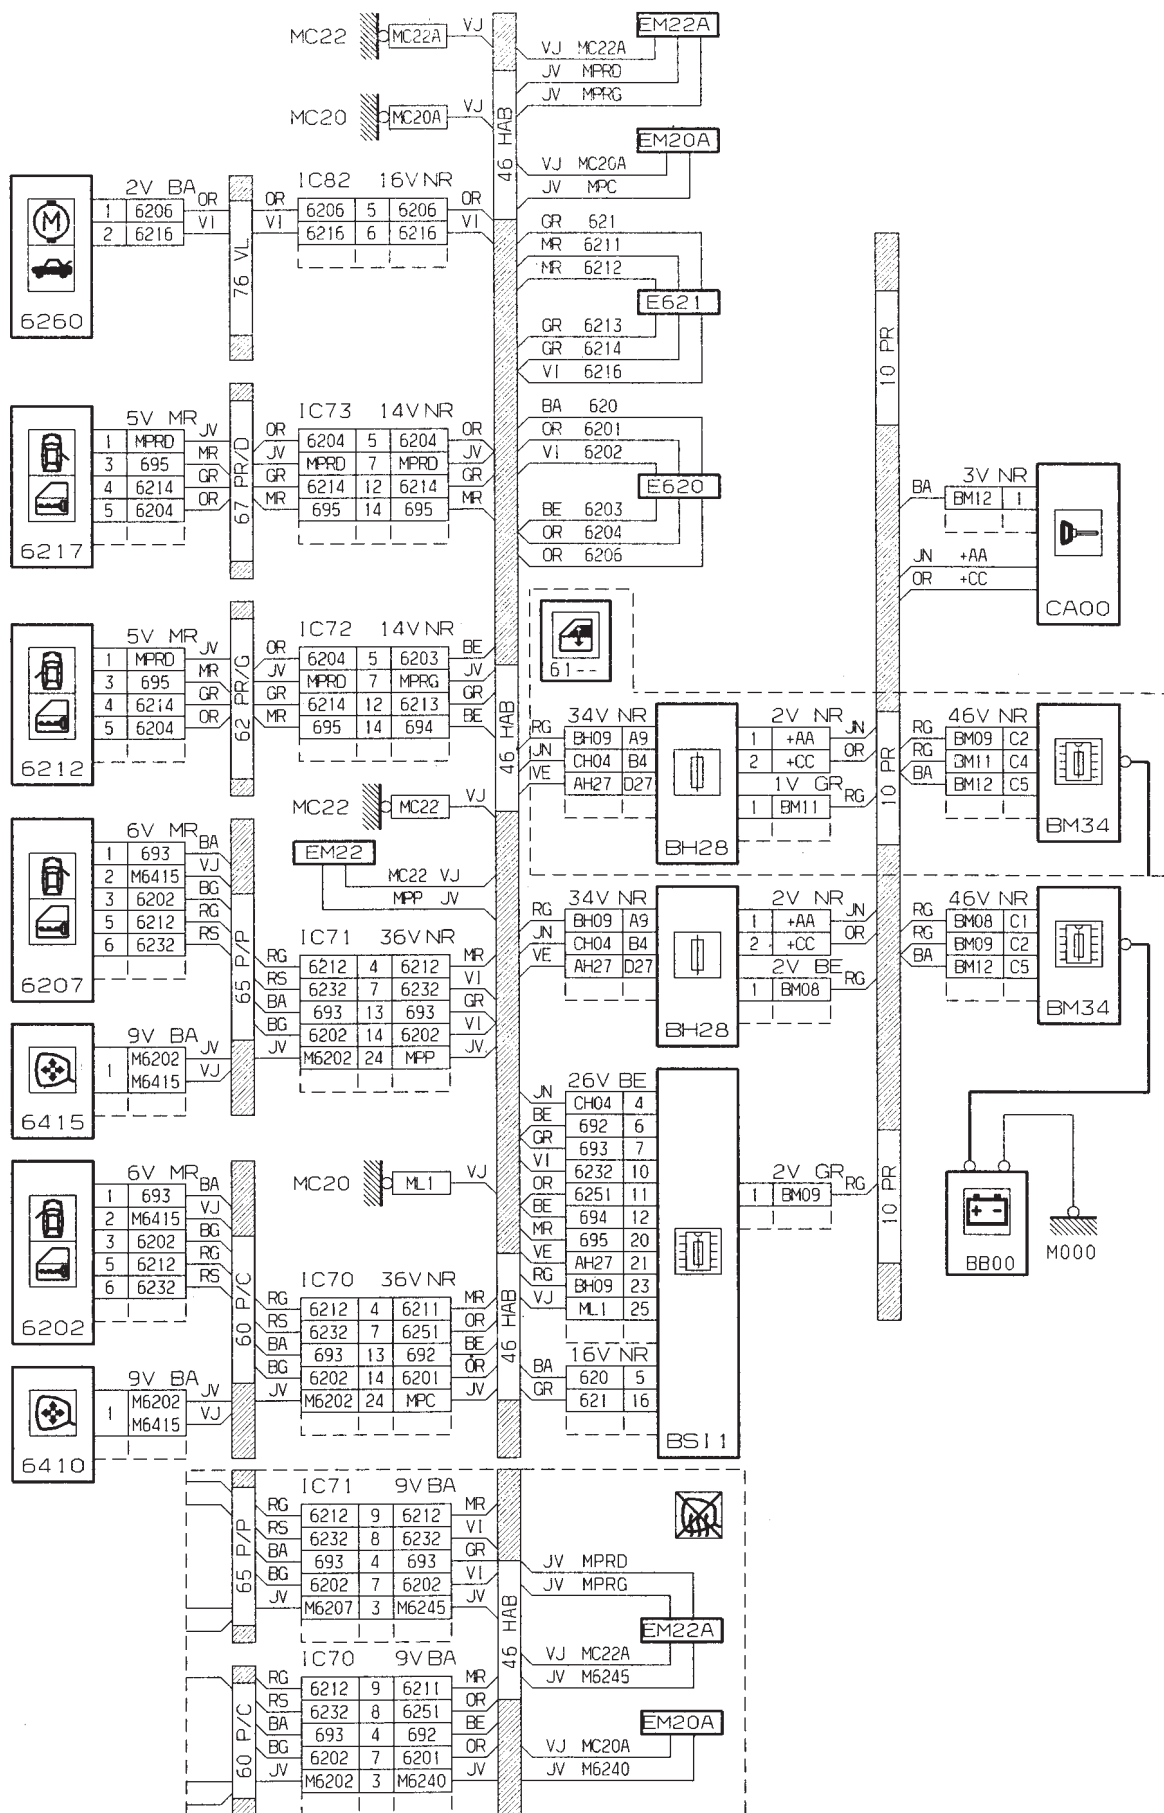 MC22 MC22A VJ
EM22A
VJ MC22A
JV MPRD
JV MPRG
MC20 MC20A VJ
46 HAB
EM20A
VJ MC20A
JV MPC
2V BA
1 6206 OR
2 6216 VI
M
6260
76 VL
IC82 16V NR
OR 6206 5 6206 OR
VI 6216 6 6216 VI
GR 621
MR 6211
MR 6212
E621
GR 6213
GR 6214
VI 6216
10 PR
5V MR
1 MPRD JV
3 695 MR
4 6214 GR
5 6204 OR
6217
67 PR/D
IC73 14V NR
OR 6204 5 6204 OR
JV MPRD 7 MPRD JV
GR 6214 12 6214 GR
MR 695 14 695 MR
BA 620
OR 6201
VI 6202
E620
BE 6203
OR 6204
OR 6206
3V NR
BA BM12 1
JN +AA
OR +CC
CA00
5V MR
1 MPRD JV
3 695 MR
4 6214 GR
5 6204 OR
6212
62 PR/G
IC72 14V NR
OR 6204 5 6203 BE
JV MPRD 7 MPRG JV
GR 6214 12 6213 GR
MR 695 14 694 BE
61--
46 HAB
34V NR
RG BH09 A9
JN CH04 B4
VE AH27 D27
BH28
2V NR
1 +AA JN
2 +CC OR
1V GR
1 BM11 RG
10 PR
46V NR
RG BM09 C2
RG BM11 C4
BA BM12 C5
BM34
MC22 MC22 VJ
EM22
MC22 VJ
MPP JV
6V MR
1 693 BA
2 M6415 VJ
3 6202 BG
5 6212 RG
6 6232 RS
6207
65 P/P
IC71 36V NR
RG 6212 4 6212 MR
RS 6232 7 6232 VI
BA 693 13 693 GR
BG 6202 14 6202 VI
JV M6202 24 MPP JV
34V NR
RG BH09 A9
JN CH04 B4
VE AH27 D27
BH28
2V NR
1 +AA JN
2 +CC OR
2V BE
1 BM08 RG
46V NR
RG BM08 C1
RG BM09 C2
BA BM12 C5
BM34
9V BA
1 M6202 JV
M6415 VJ
6415
MC20 ML1 VJ
26V BE
JN CH04 4
BE 692 6
GR 693 7
VI 6232 10
OR 6251 11
BE 694 12
MR 695 20
VE AH27 21
RG BH09 23
VJ ML1 25
16V NR
BA 620 5
GR 621 16
BSI1
2V GR
1 BM09 RG
10 PR
+ -
BB00
M000
6V MR
1 693 BA
2 M6415 VJ
3 6202 BG
5 6212 RG
6 6232 RS
6202
60 P/C
IC70 36V NR
RG 6212 4 6211 MR
RS 6232 7 6251 OR
BA 693 13 692 BE
BG 6202 14 6201 OR
JV M6202 24 MPC JV
46 HAB
9V BA
1 M6202 JV
M6415 VJ
6410
65 P/P
IC71 9V BA
RG 6212 9 6212 MR
RS 6232 8 6232 VI
BA 693 4 693 GR
BG 6202 7 6202 VI
JV M6207 3 M6245 JV
46 HAB
JV MPRD
JV MPRG
EM22A
VJ MC22A
JV M6245
60 P/C
IC70 9V BA
RG 6212 9 6211 MR
RS 6232 8 6251 OR
BA 693 4 692 BE
BG 6202 7 6201 OR
JV M6202 3 M6240 JV
EM20A
VJ MC20A
JV M6240